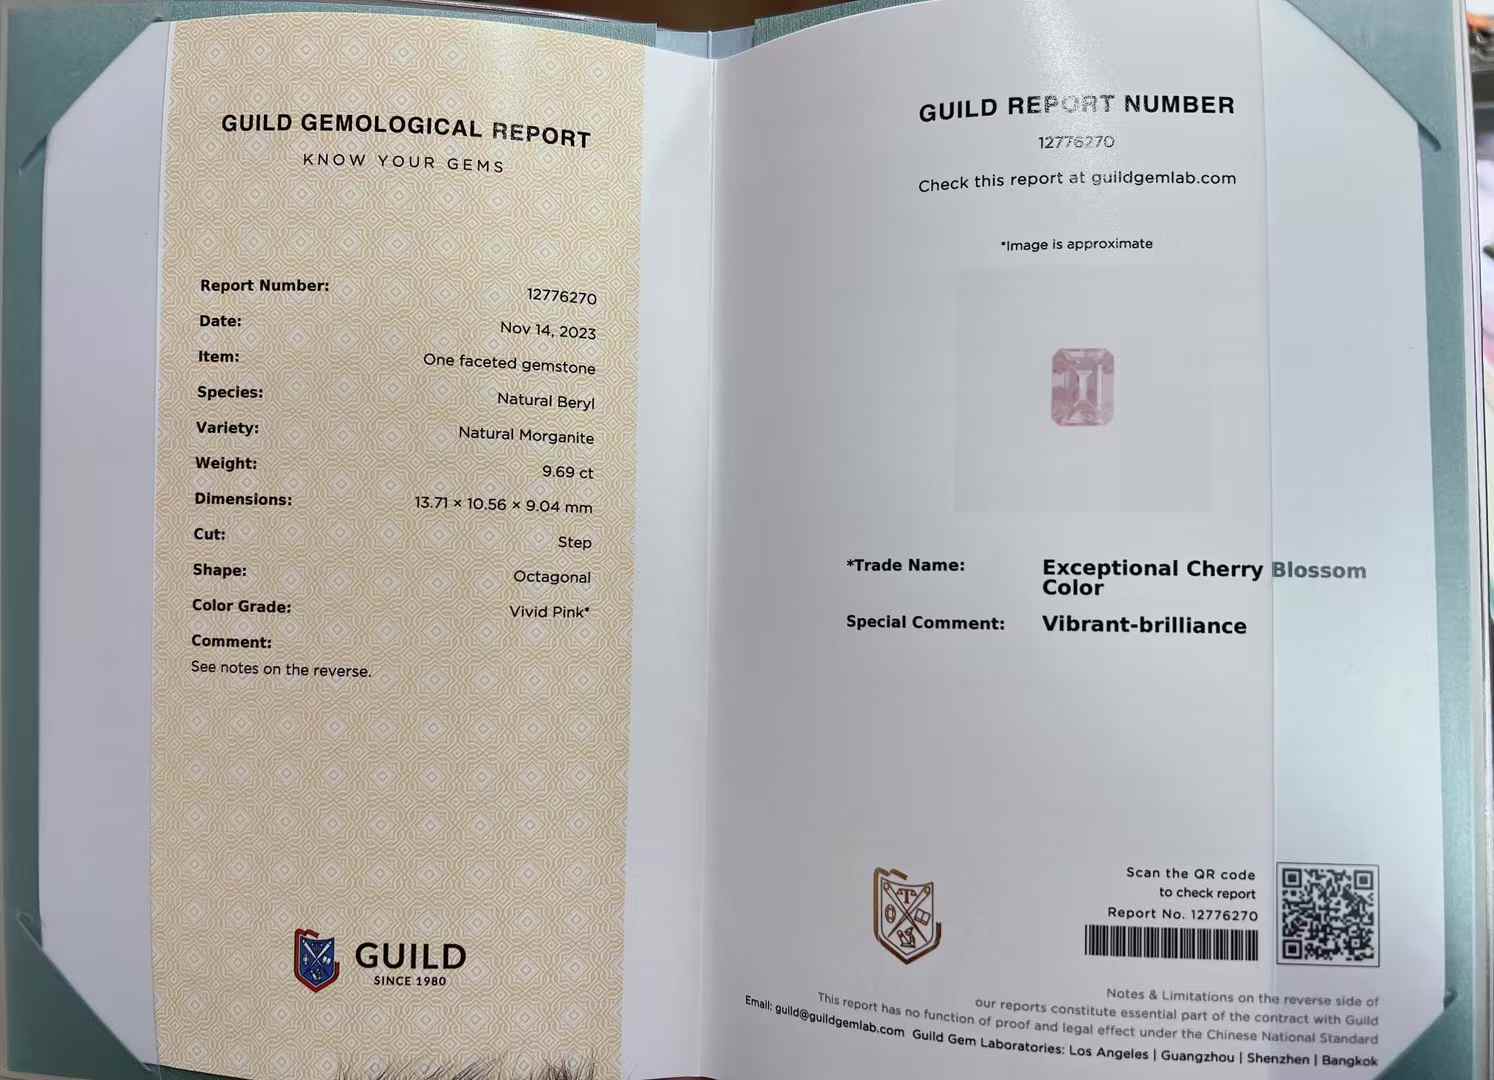 GUILD GEMOLOGICAL REPORT
KNOW YOUR GEMS
Report Number: 12776270
Date: Nov 14, 2023
Item: One faceted gemstone
Species: Natural Beryl
Variety: Natural Morganite
Weight: 9.69 ct
Dimensions: 13.71 × 10.56 × 9.04 mm
Cut: Step
Shape: Octagonal
Color Grade: Vivid Pink*
Comment:
See notes on the reverse.
GUILD
SINCE 1980
GUILD REPORT NUMBER
12776270
Check this report at guildgemlab.com
*Image is approximate
*Trade Name: Exceptional Cherry Blossom
Color
Special Comment: Vibrant-brilliance
Scan the QR code
to check report
Report No. 12776270
Notes & Limitations on the reverse side of
our reports constitute essential part of the contract with Guild
This report has no function of proof and legal effect under the Chinese National Standard
Email: guild@guildgemlab.com Guild Gem Laboratories: Los Angeles | Guangzhou | Shenzhen | Bangkok